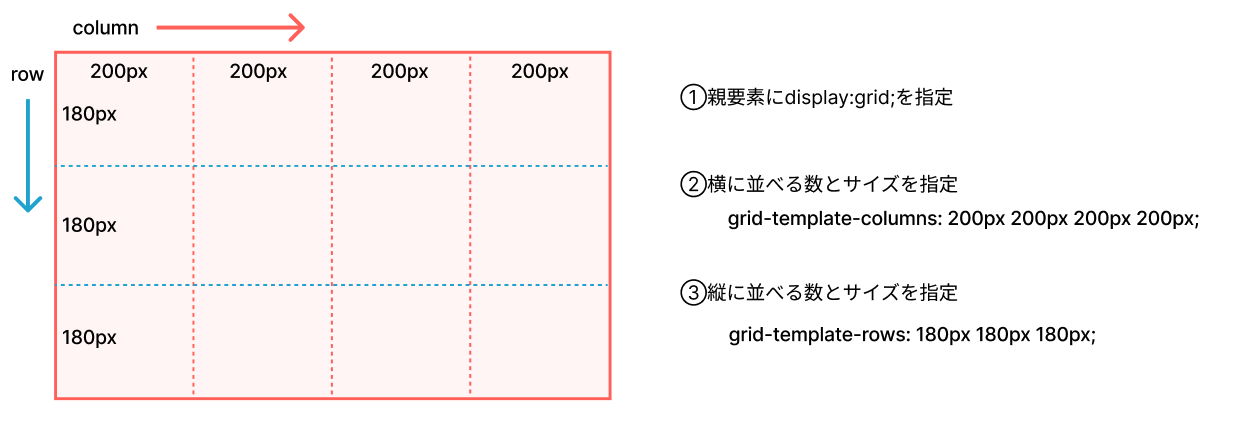 column
row
200px 200px 200px 200px
180px
180px
180px
①親要素にdisplay:grid;を指定
②横に並べる数とサイズを指定
grid-template-columns: 200px 200px 200px 200px;
③縦に並べる数とサイズを指定
grid-template-rows: 180px 180px 180px;